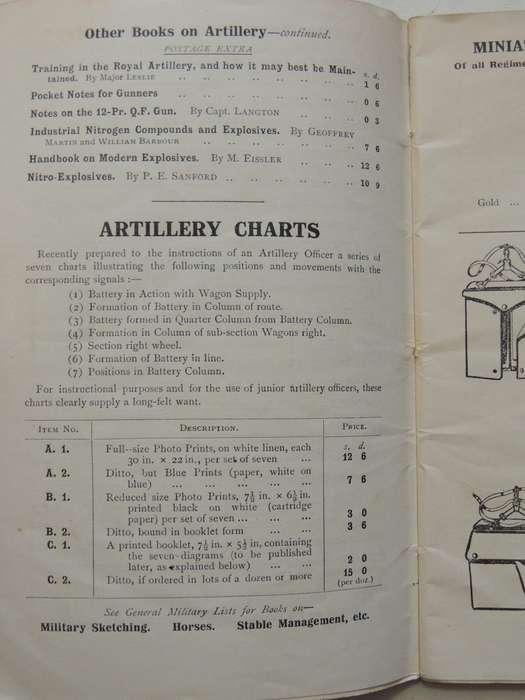 Other Books on Artillery—continued.
POSTAGE EXTRA
Training in the Royal Artillery, and how it may best be Main-
tained. By Major Leslie .. .. .. .. .. .. .. s. d. 1 6
Pocket Notes for Gunners .. .. .. .. .. .. .. 0 6
Notes on the 12-Pr. Q.F. Gun. By Capt. Langton .. .. .. 0 3
Industrial Nitrogen Compounds and Explosives. By Geoffrey
Martin and William Barbour .. .. .. .. .. .. 7 6
Handbook on Modern Explosives. By M. Eissler .. .. .. 12 6
Nitro-Explosives. By P. E. Sanford .. .. .. .. .. .. 10 9
ARTILLERY CHARTS
Recently prepared to the instructions of an Artillery Officer a series of
seven charts illustrating the following positions and movements with the
corresponding signals :—
(1) Battery in Action with Wagon Supply.
(2) Formation of Battery in Column of route.
(3) Battery formed in Quarter Column from Battery Column.
(4) Formation in Column of sub-section Wagons right.
(5) Section right wheel.
(6) Formation of Battery in line.
(7) Positions in Battery Column.
For instructional purposes and for the use of junior artillery officers, these
charts clearly supply a long-felt want.
Item No. Description. Price.
s. d.
A. 1. Full-size Photo Prints, on white linen, each
30 in. × 22 in., per set of seven ... 12 6
A. 2. Ditto, but Blue Prints (paper, white on
blue) ... ... ... ... ... 7 6
B. 1. Reduced size Photo Prints, 7½ in. × 6½ in.
printed black on white (cartridge
paper) per set of seven ... ... ... 3 0
B. 2. Ditto, bound in booklet form ... ... 3 6
C. 1. A printed booklet, 7½ in. × 5½ in, containing
the seven diagrams (to be published
later, as explained below) ... ... 2 0
C. 2. Ditto, if ordered in lots of a dozen or more 15 0
(per doz.)
See General Military Lists for Books on—
Military Sketching. Horses. Stable Management, etc.
MINIA
Of all Regime
Gold ...